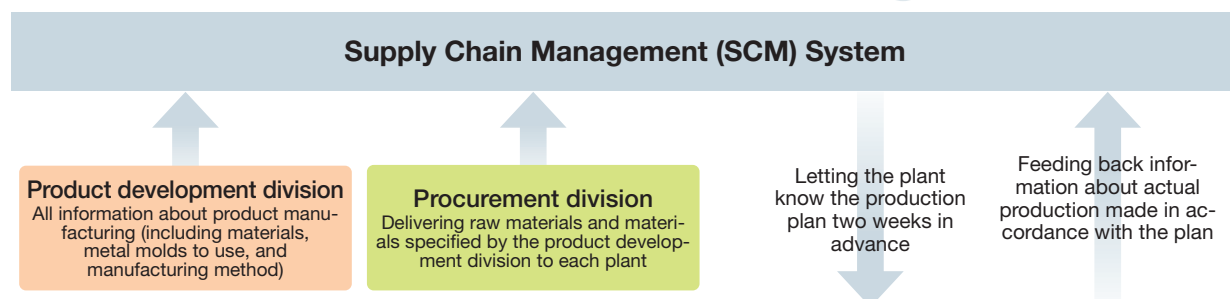 Supply Chain Management (SCM) System
Product development division
All information about product manu-
facturing (including materials,
metal molds to use, and
manufacturing method)
Procurement division
Delivering raw materials and materi-
als specified by the product develop-
ment division to each plant
Letting the plant
know the production
plan two weeks in
advance
Feeding back infor-
mation about actual
production made in ac-
cordance with the plan